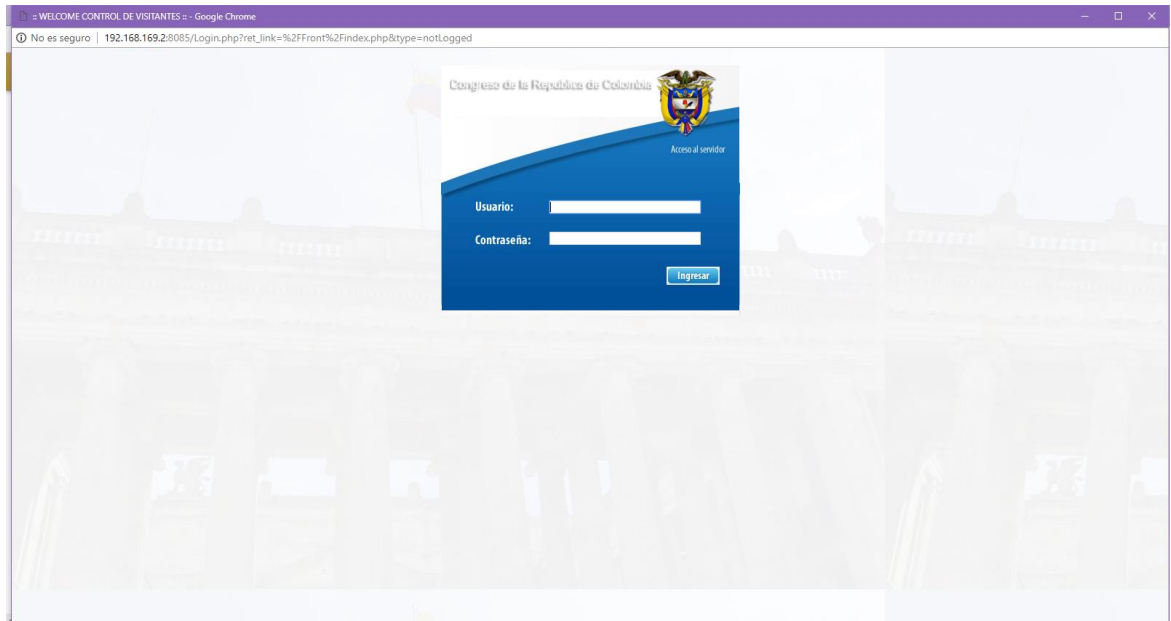 :: WELCOME CONTROL DE VISITANTES :: - Google Chrome
No es seguro | 192.168.169.2:8085/Login.php?ret_link=%2FFront%2Findex.php&type=notLogged
Congreso de la Republica de Colombia
Acceso al servidor
Usuario:
Contraseña:
Ingresar